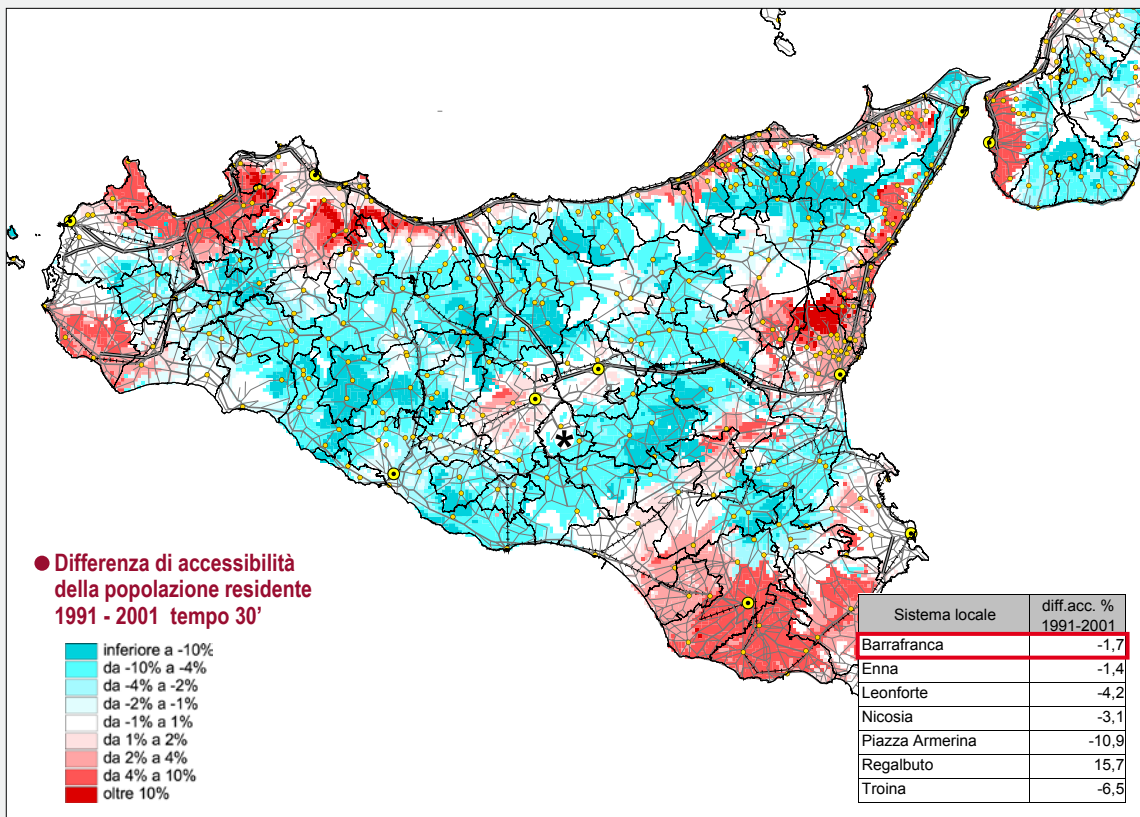 ● Differenza di accessibilità
della popolazione residente
1991 - 2001 tempo 30'
inferiore a -10%
da -10% a -4%
da -4% a -2%
da -2% a -1%
da -1% a 1%
da 1% a 2%
da 2% a 4%
da 4% a 10%
oltre 10%
*
Sistema locale diff.acc. % 1991-2001
Barrafranca -1,7
Enna -1,4
Leonforte -4,2
Nicosia -3,1
Piazza Armerina -10,9
Regalbuto 15,7
Troina -6,5